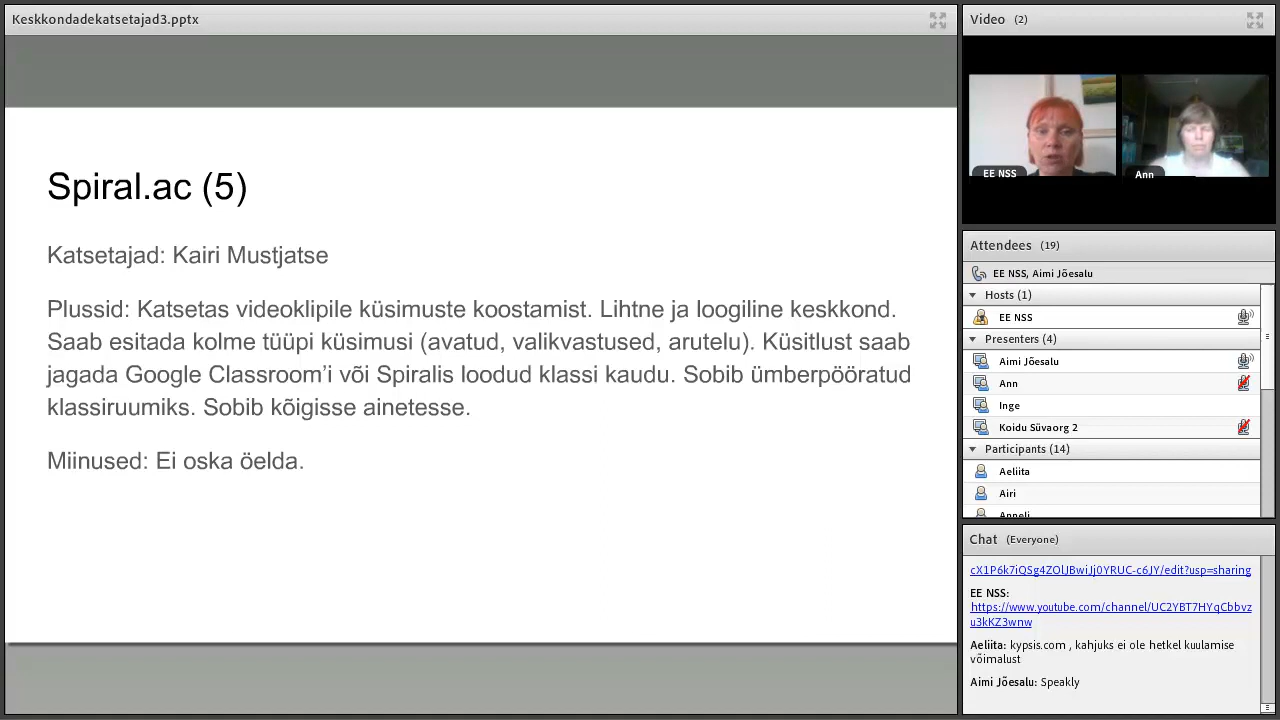 Keskkondadekatsetajad3.pptx
Spiral.ac (5)
Katsetajad: Kairi Mustjatse
Plussid: Katsetas videoklipile küsimuste koostamist. Lihtne ja loogiline keskkond.
Saab esitada kolme tüüpi küsimusi (avatud, valikvastused, arutelu). Küsitlust saab
jagada Google Classroom’i või Spiralis loodud klassi kaudu. Sobib ümberpööratud
klassiruumiks. Sobib kõigisse ainetesse.
Miinused: Ei oska öelda.
Video (2)
EE NSS
Ann
Attendees (19)
EE NSS, Aimi Jõesalu
Hosts (1)
EE NSS
Presenters (4)
Aimi Jõesalu
Ann
Inge
Koidu Süvaorg 2
Participants (14)
Aeliita
Airi
Anneli
Chat (Everyone)
cX1P6k7iQSg4ZOlJBwiJj0YRUC-c6JY/edit?usp=sharing
EE NSS:
https://www.youtube.com/channel/UC2YBT7HYqCbbvz
u3kKZ3wnw
Aeliita: kypsis.com , kahjuks ei ole hetkel kuulamise
võimalust
Aimi Jõesalu: Speakly